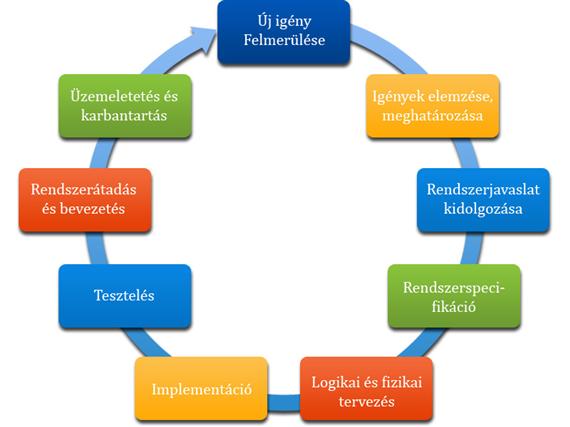 Új igény
Felmerülése
Igények elemzése,
meghatározása
Rendszerjavaslat
kidolgozása
Rendszerspeci-
fikáció
Logikai és fizikai
tervezés
Implementáció
Tesztelés
Rendszerátadás
és bevezetés
Üzemeletetés és
karbantartás